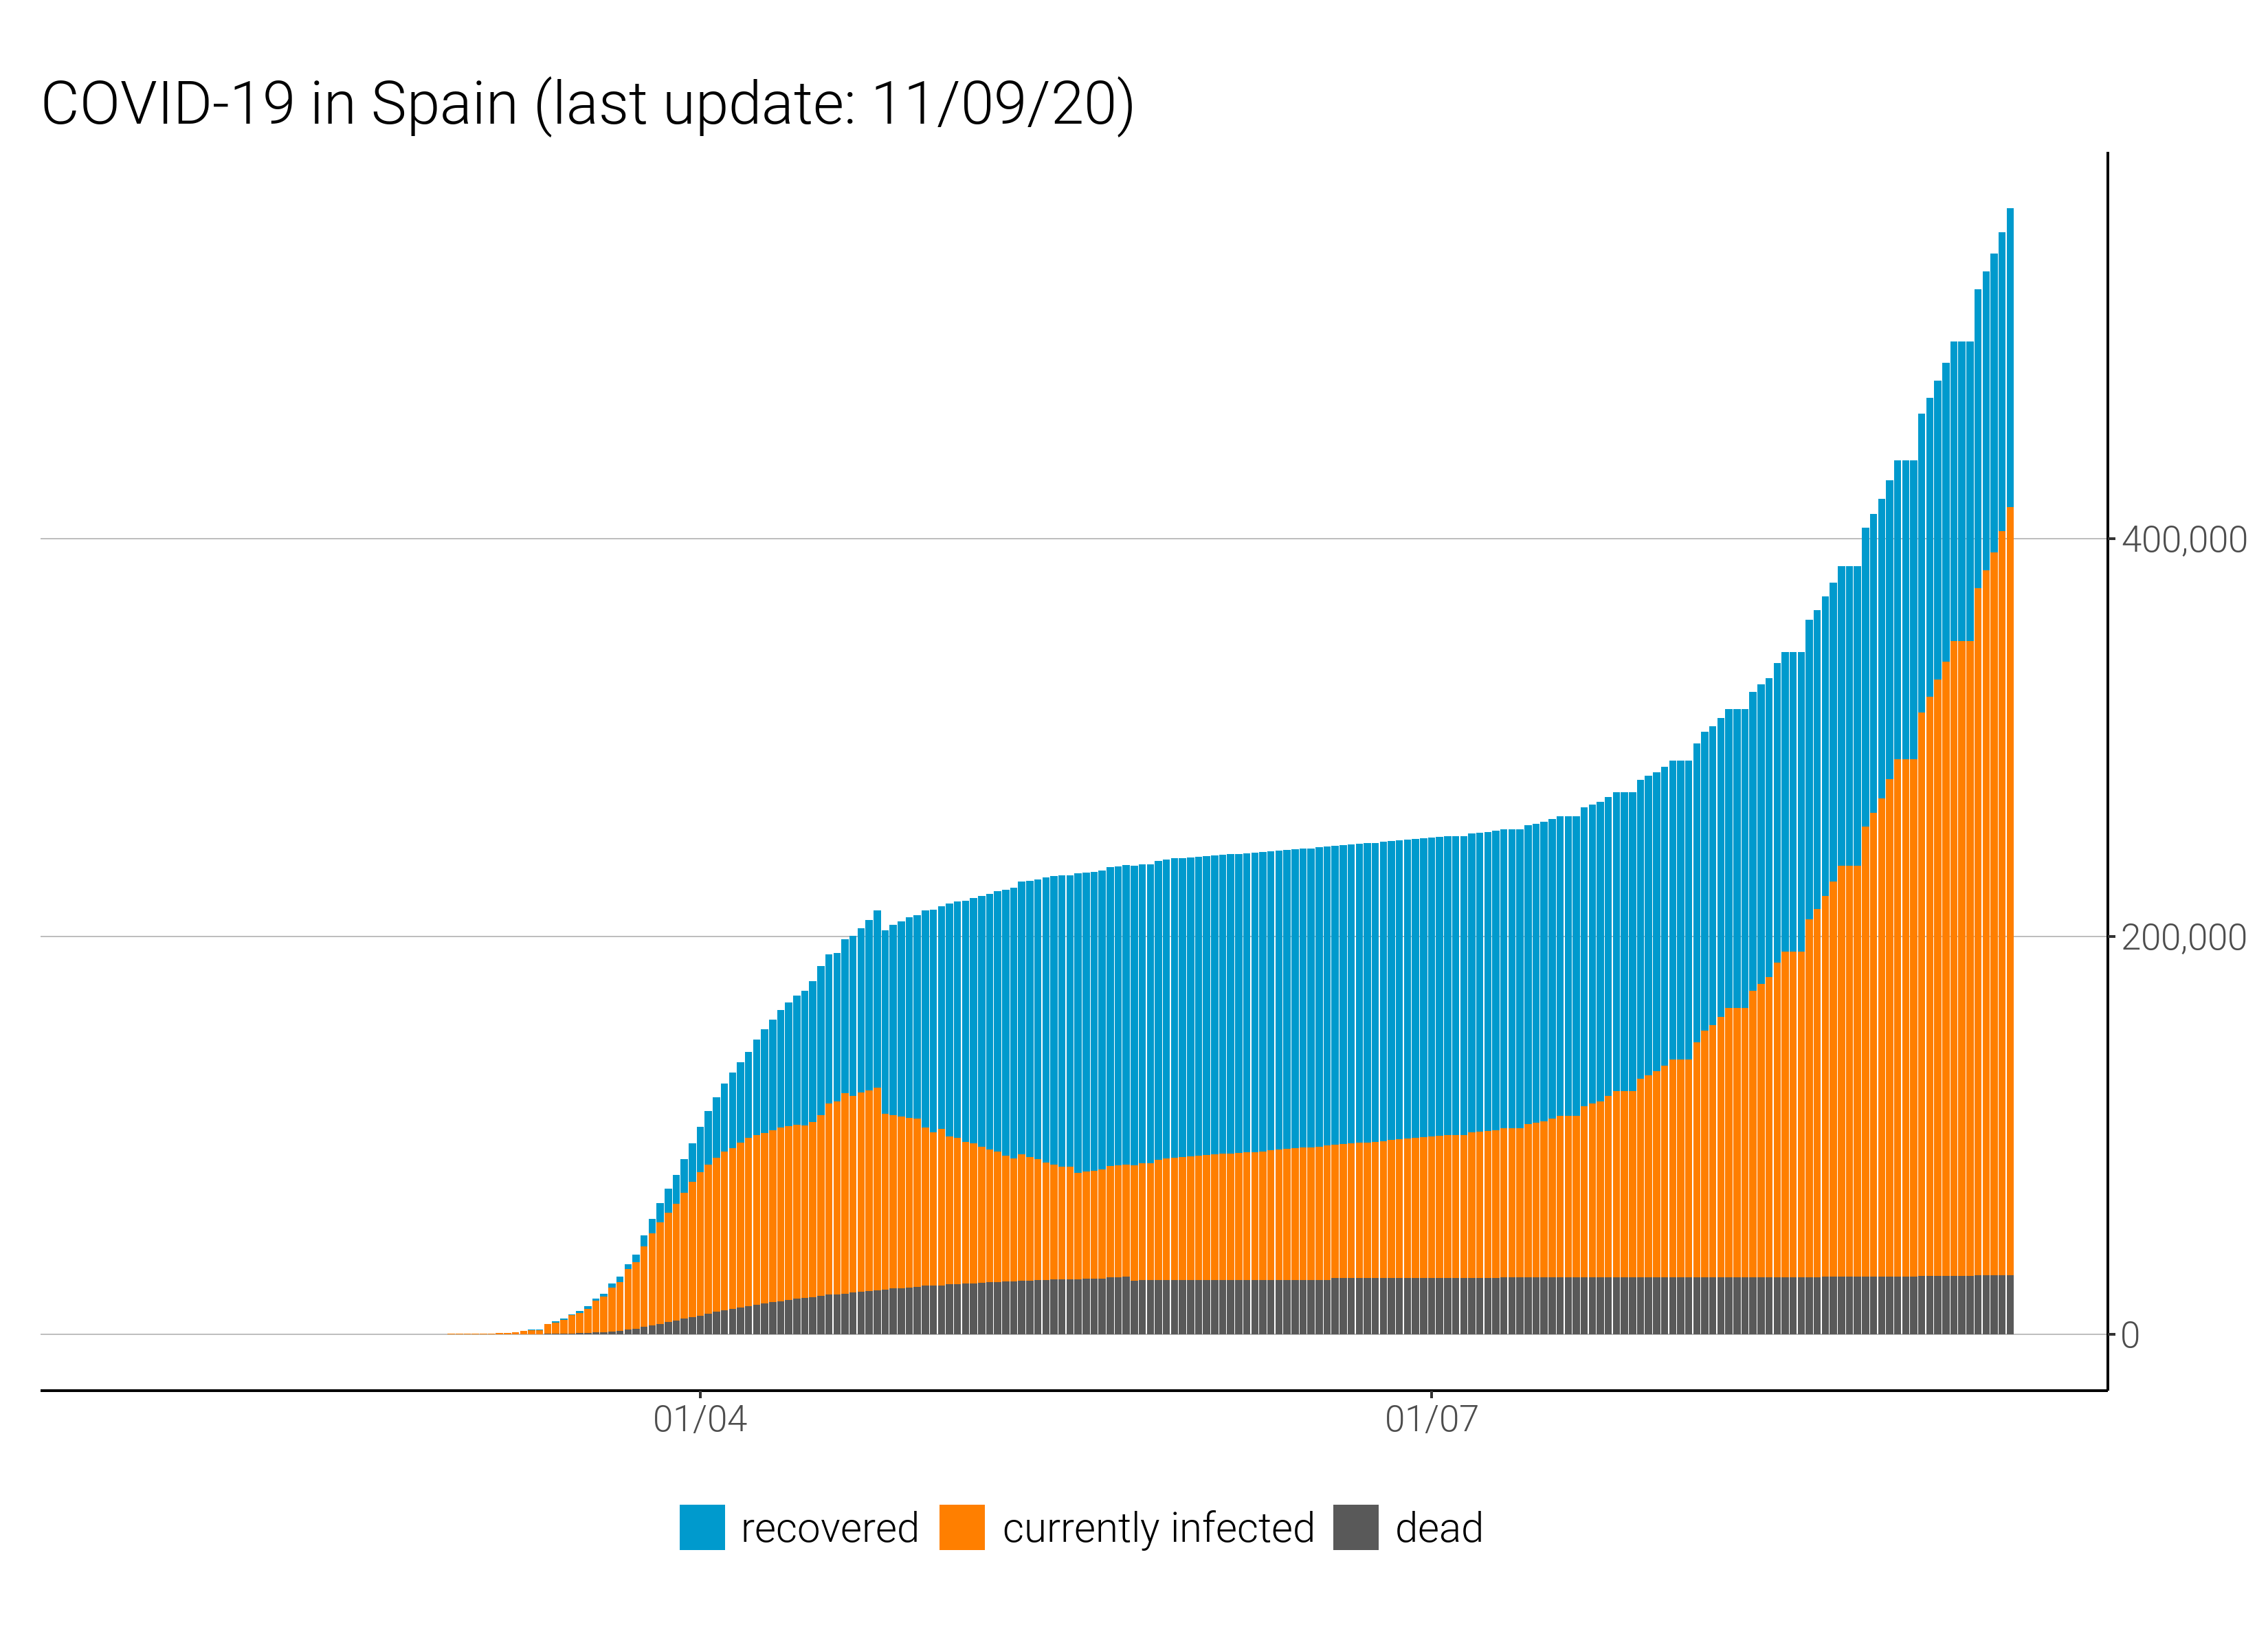 COVID-19 in Spain (last update: 11/09/20)
400,000
200,000
0
01/04 01/07
recovered currently infected dead